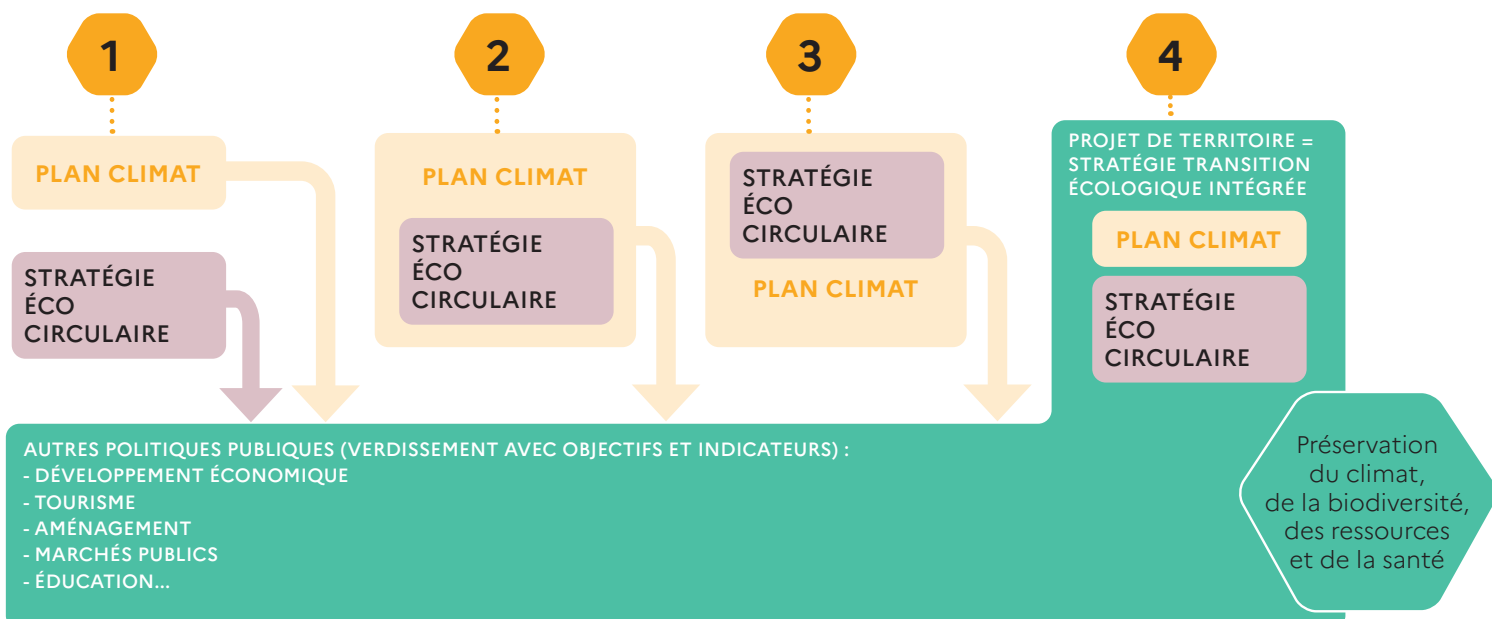 1
PLAN CLIMAT
STRATÉGIE
ÉCO
CIRCULAIRE
2
PLAN CLIMAT
STRATÉGIE
ÉCO
CIRCULAIRE
3
STRATÉGIE
ÉCO
CIRCULAIRE
PLAN CLIMAT
4
PROJET DE TERRITOIRE =
STRATÉGIE TRANSITION
ÉCOLOGIQUE INTÉGRÉE
PLAN CLIMAT
STRATÉGIE
ÉCO
CIRCULAIRE
AUTRES POLITIQUES PUBLIQUES (VERDISSEMENT AVEC OBJECTIFS ET INDICATEURS) :
- DÉVELOPPEMENT ÉCONOMIQUE
- TOURISME
- AMÉNAGEMENT
- MARCHÉS PUBLICS
- ÉDUCATION...
Préservation
du climat,
de la biodiversité,
des ressources
et de la santé